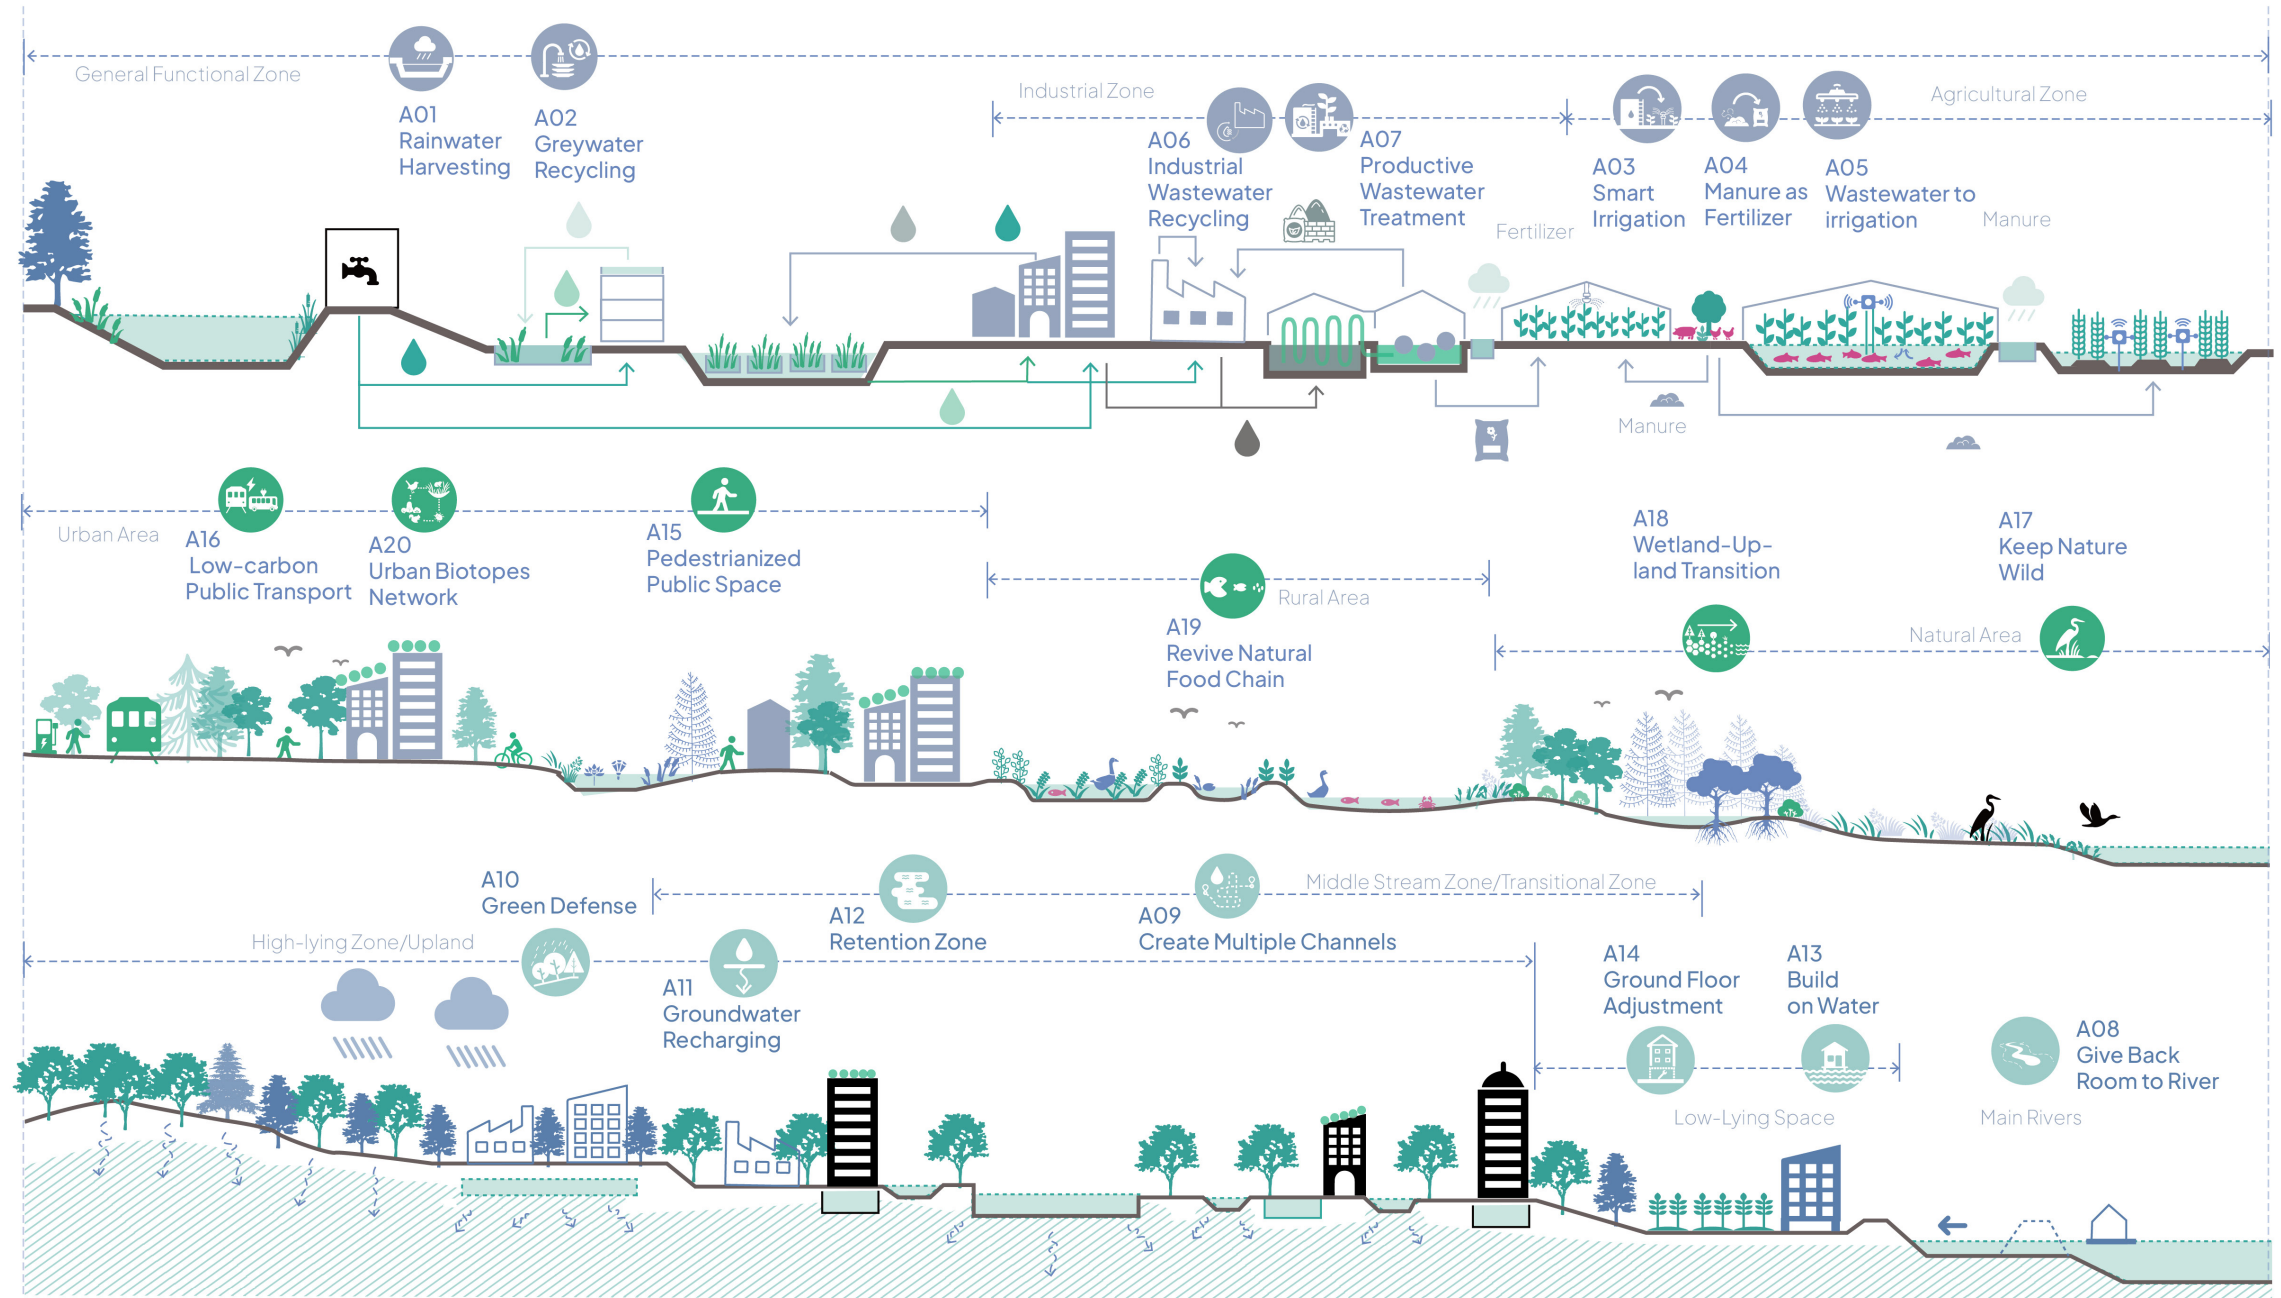 General Functional Zone
A01
Rainwater
Harvesting
A02
Greywater
Recycling
Industrial Zone
A06
Industrial
Wastewater
Recycling
A07
Productive
Wastewater
Treatment
Fertilizer
A03
Smart
Irrigation
A04
Manure as
Fertilizer
A05
Wastewater to
irrigation
Agricultural Zone
Manure
Manure
Urban Area
A16
Low-carbon
Public Transport
A20
Urban Biotopes
Network
A15
Pedestrianized
Public Space
Rural Area
A19
Revive Natural
Food Chain
A18
Wetland-Up-
land Transition
Natural Area
A17
Keep Nature
Wild
High-lying Zone/Upland
A10
Green Defense
A11
Groundwater
Recharging
A12
Retention Zone
A09
Create Multiple Channels
Middle Stream Zone/Transitional Zone
A14
Ground Floor
Adjustment
A13
Build
on Water
Low-Lying Space
A08
Give Back
Room to River
Main Rivers